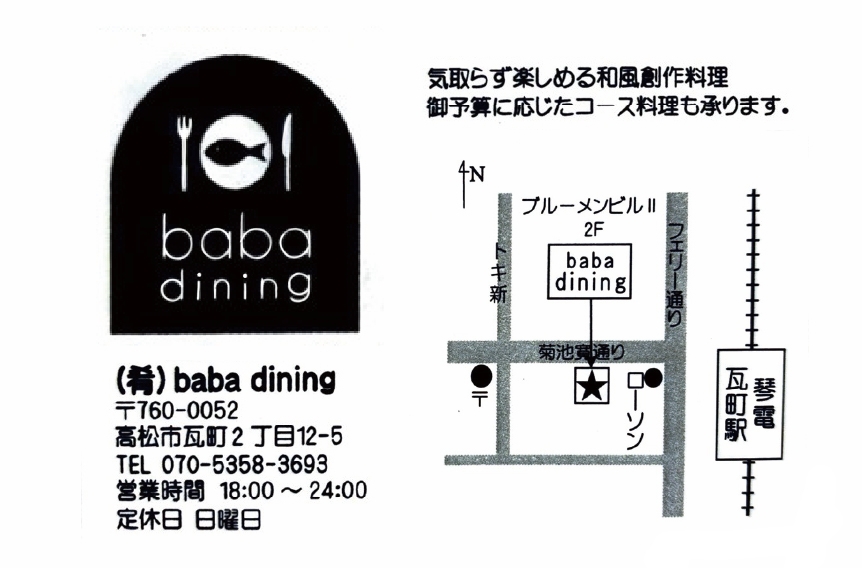 baba
dining
(肴) baba dining
〒760-0052
高松市瓦町2丁目12-5
TEL 070-5358-3693
営業時間 18:00～24:00
定休日 日曜日
気取らず楽しめる和風創作料理
御予算に応じたコース料理も承ります。
N
ブルーメンビルII
2F
baba
dining
トキ新
フェリー通り
菊池寛通り
〒
ローソン
琴電
瓦町駅